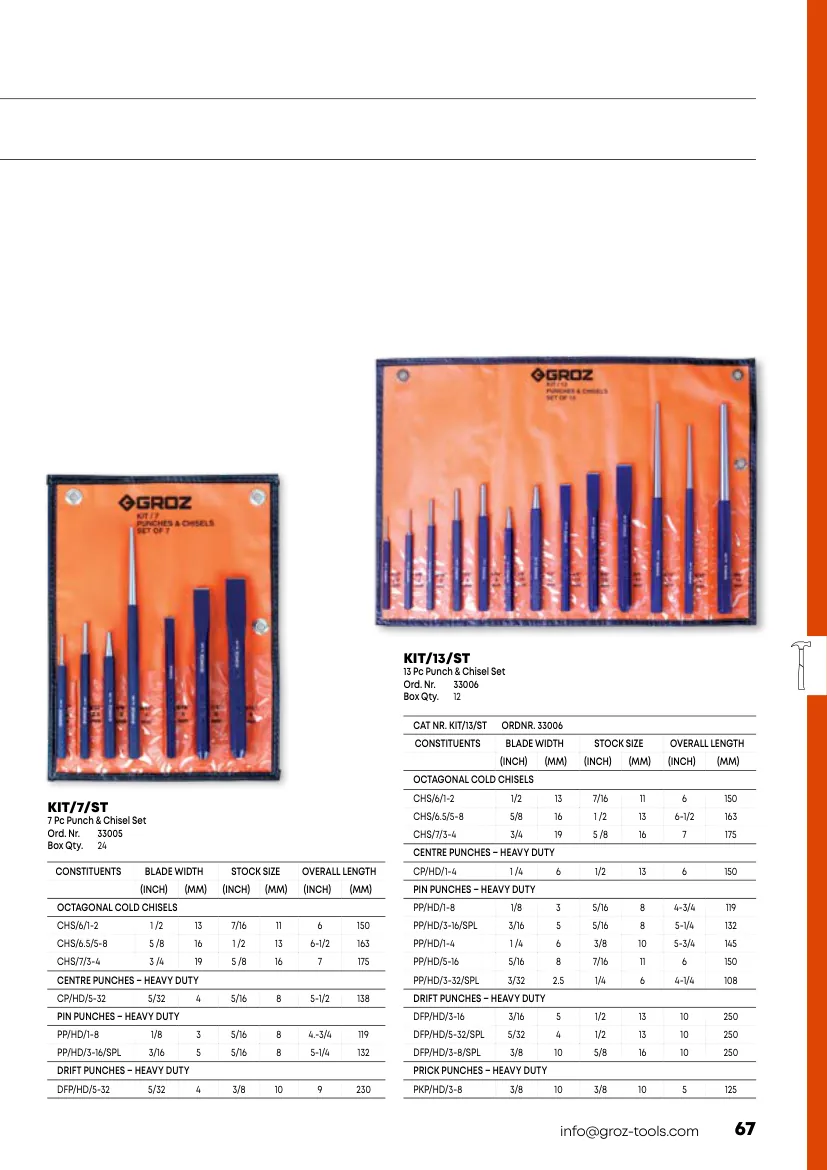 GROZ
KIT / 13
PUNCHES & CHISELS
SET OF 13
GROZ
KIT / 7
PUNCHES & CHISELS
SET OF 7
KIT/7/ST
7 Pc Punch & Chisel Set
Ord. Nr. 33005
Box Qty. 24
CONSTITUENTS BLADE WIDTH STOCK SIZE OVERALL LENGTH
(INCH) (MM) (INCH) (MM) (INCH) (MM)
OCTAGONAL COLD CHISELS
CHS/6/1-2 1 /2 13 7/16 11 6 150
CHS/6.5/5-8 5 /8 16 1 /2 13 6-1/2 163
CHS/7/3-4 3 /4 19 5 /8 16 7 175
CENTRE PUNCHES – HEAVY DUTY
CP/HD/5-32 5/32 4 5/16 8 5-1/2 138
PIN PUNCHES – HEAVY DUTY
PP/HD/1-8 1/8 3 5/16 8 4.-3/4 119
PP/HD/3-16/SPL 3/16 5 5/16 8 5-1/4 132
DRIFT PUNCHES – HEAVY DUTY
DFP/HD/5-32 5/32 4 3/8 10 9 230
KIT/13/ST
13 Pc Punch & Chisel Set
Ord. Nr. 33006
Box Qty. 12
CAT NR. KIT/13/ST ORDNR. 33006
CONSTITUENTS BLADE WIDTH STOCK SIZE OVERALL LENGTH
(INCH) (MM) (INCH) (MM) (INCH) (MM)
OCTAGONAL COLD CHISELS
CHS/6/1-2 1/2 13 7/16 11 6 150
CHS/6.5/5-8 5/8 16 1 /2 13 6-1/2 163
CHS/7/3-4 3/4 19 5 /8 16 7 175
CENTRE PUNCHES – HEAVY DUTY
CP/HD/1-4 1 /4 6 1/2 13 6 150
PIN PUNCHES – HEAVY DUTY
PP/HD/1-8 1/8 3 5/16 8 4-3/4 119
PP/HD/3-16/SPL 3/16 5 5/16 8 5-1/4 132
PP/HD/1-4 1 /4 6 3/8 10 5-3/4 145
PP/HD/5-16 5/16 8 7/16 11 6 150
PP/HD/3-32/SPL 3/32 2.5 1/4 6 4-1/4 108
DRIFT PUNCHES – HEAVY DUTY
DFP/HD/3-16 3/16 5 1/2 13 10 250
DFP/HD/5-32/SPL 5/32 4 1/2 13 10 250
DFP/HD/3-8/SPL 3/8 10 5/8 16 10 250
PRICK PUNCHES – HEAVY DUTY
PKP/HD/3-8 3/8 10 3/8 10 5 125
info@groz-tools.com 67